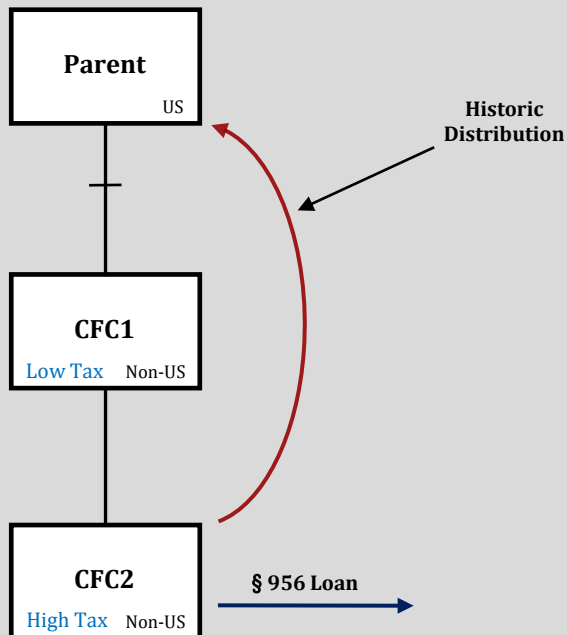 Parent
US
Historic
Distribution
CFC1
Low Tax Non-US
CFC2
High Tax Non-US
§ 956 Loan